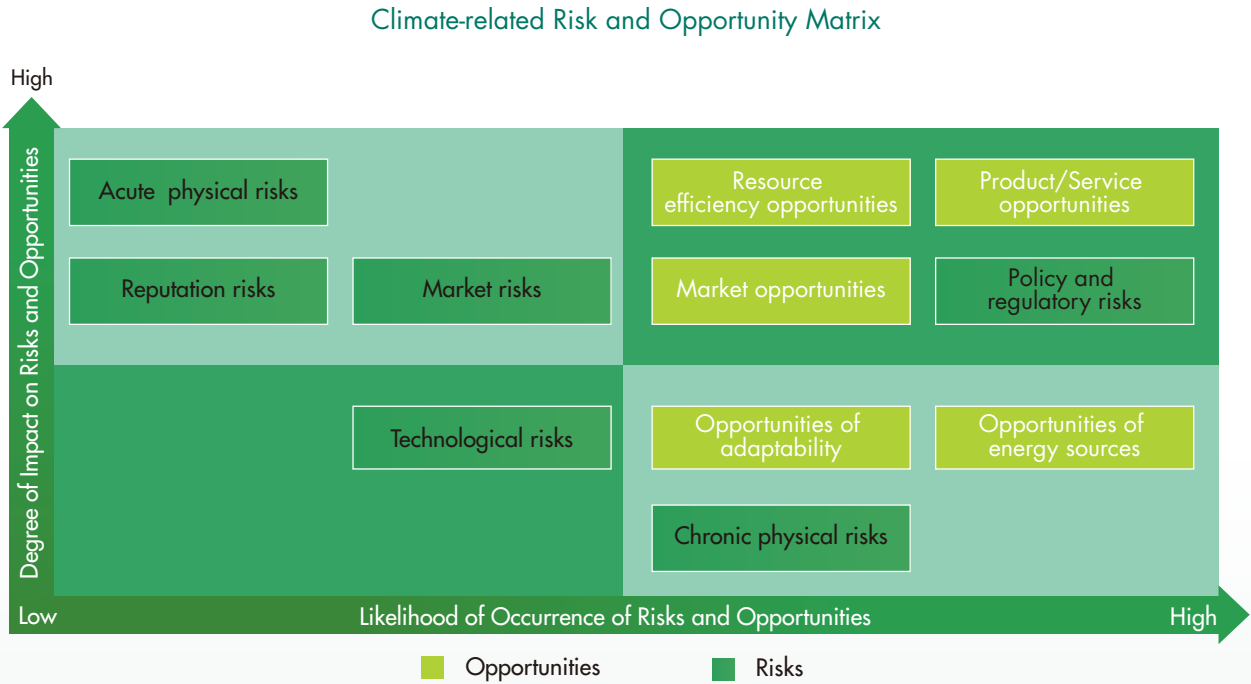 Climate-related Risk and Opportunity Matrix
High
Degree of Impact on Risks and Opportunities
Acute physical risks
Resource
efficiency opportunities
Product/Service
opportunities
Reputation risks
Market risks
Market opportunities
Policy and
regulatory risks
Technological risks
Opportunities of
adaptability
Opportunities of
energy sources
Chronic physical risks
Low
Likelihood of Occurrence of Risks and Opportunities
High
Opportunities
Risks